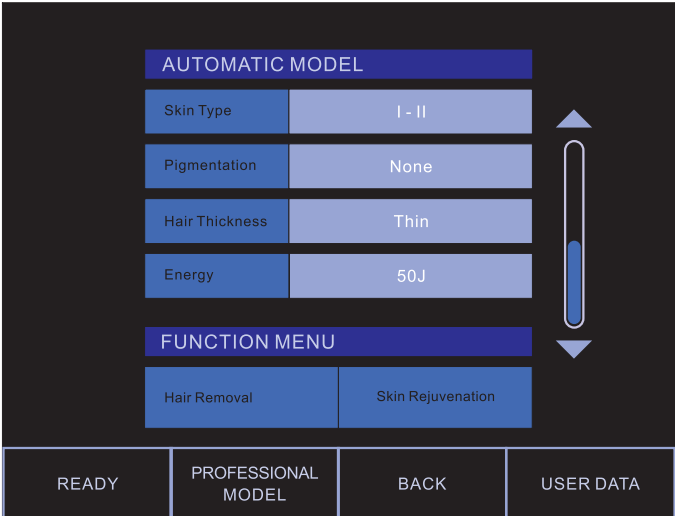 AUTOMATIC MODEL
Skin Type I - II
Pigmentation None
Hair Thickness Thin
Energy 50J
FUNCTION MENU
Hair Removal Skin Rejuvenation
READY PROFESSIONAL MODEL BACK USER DATA